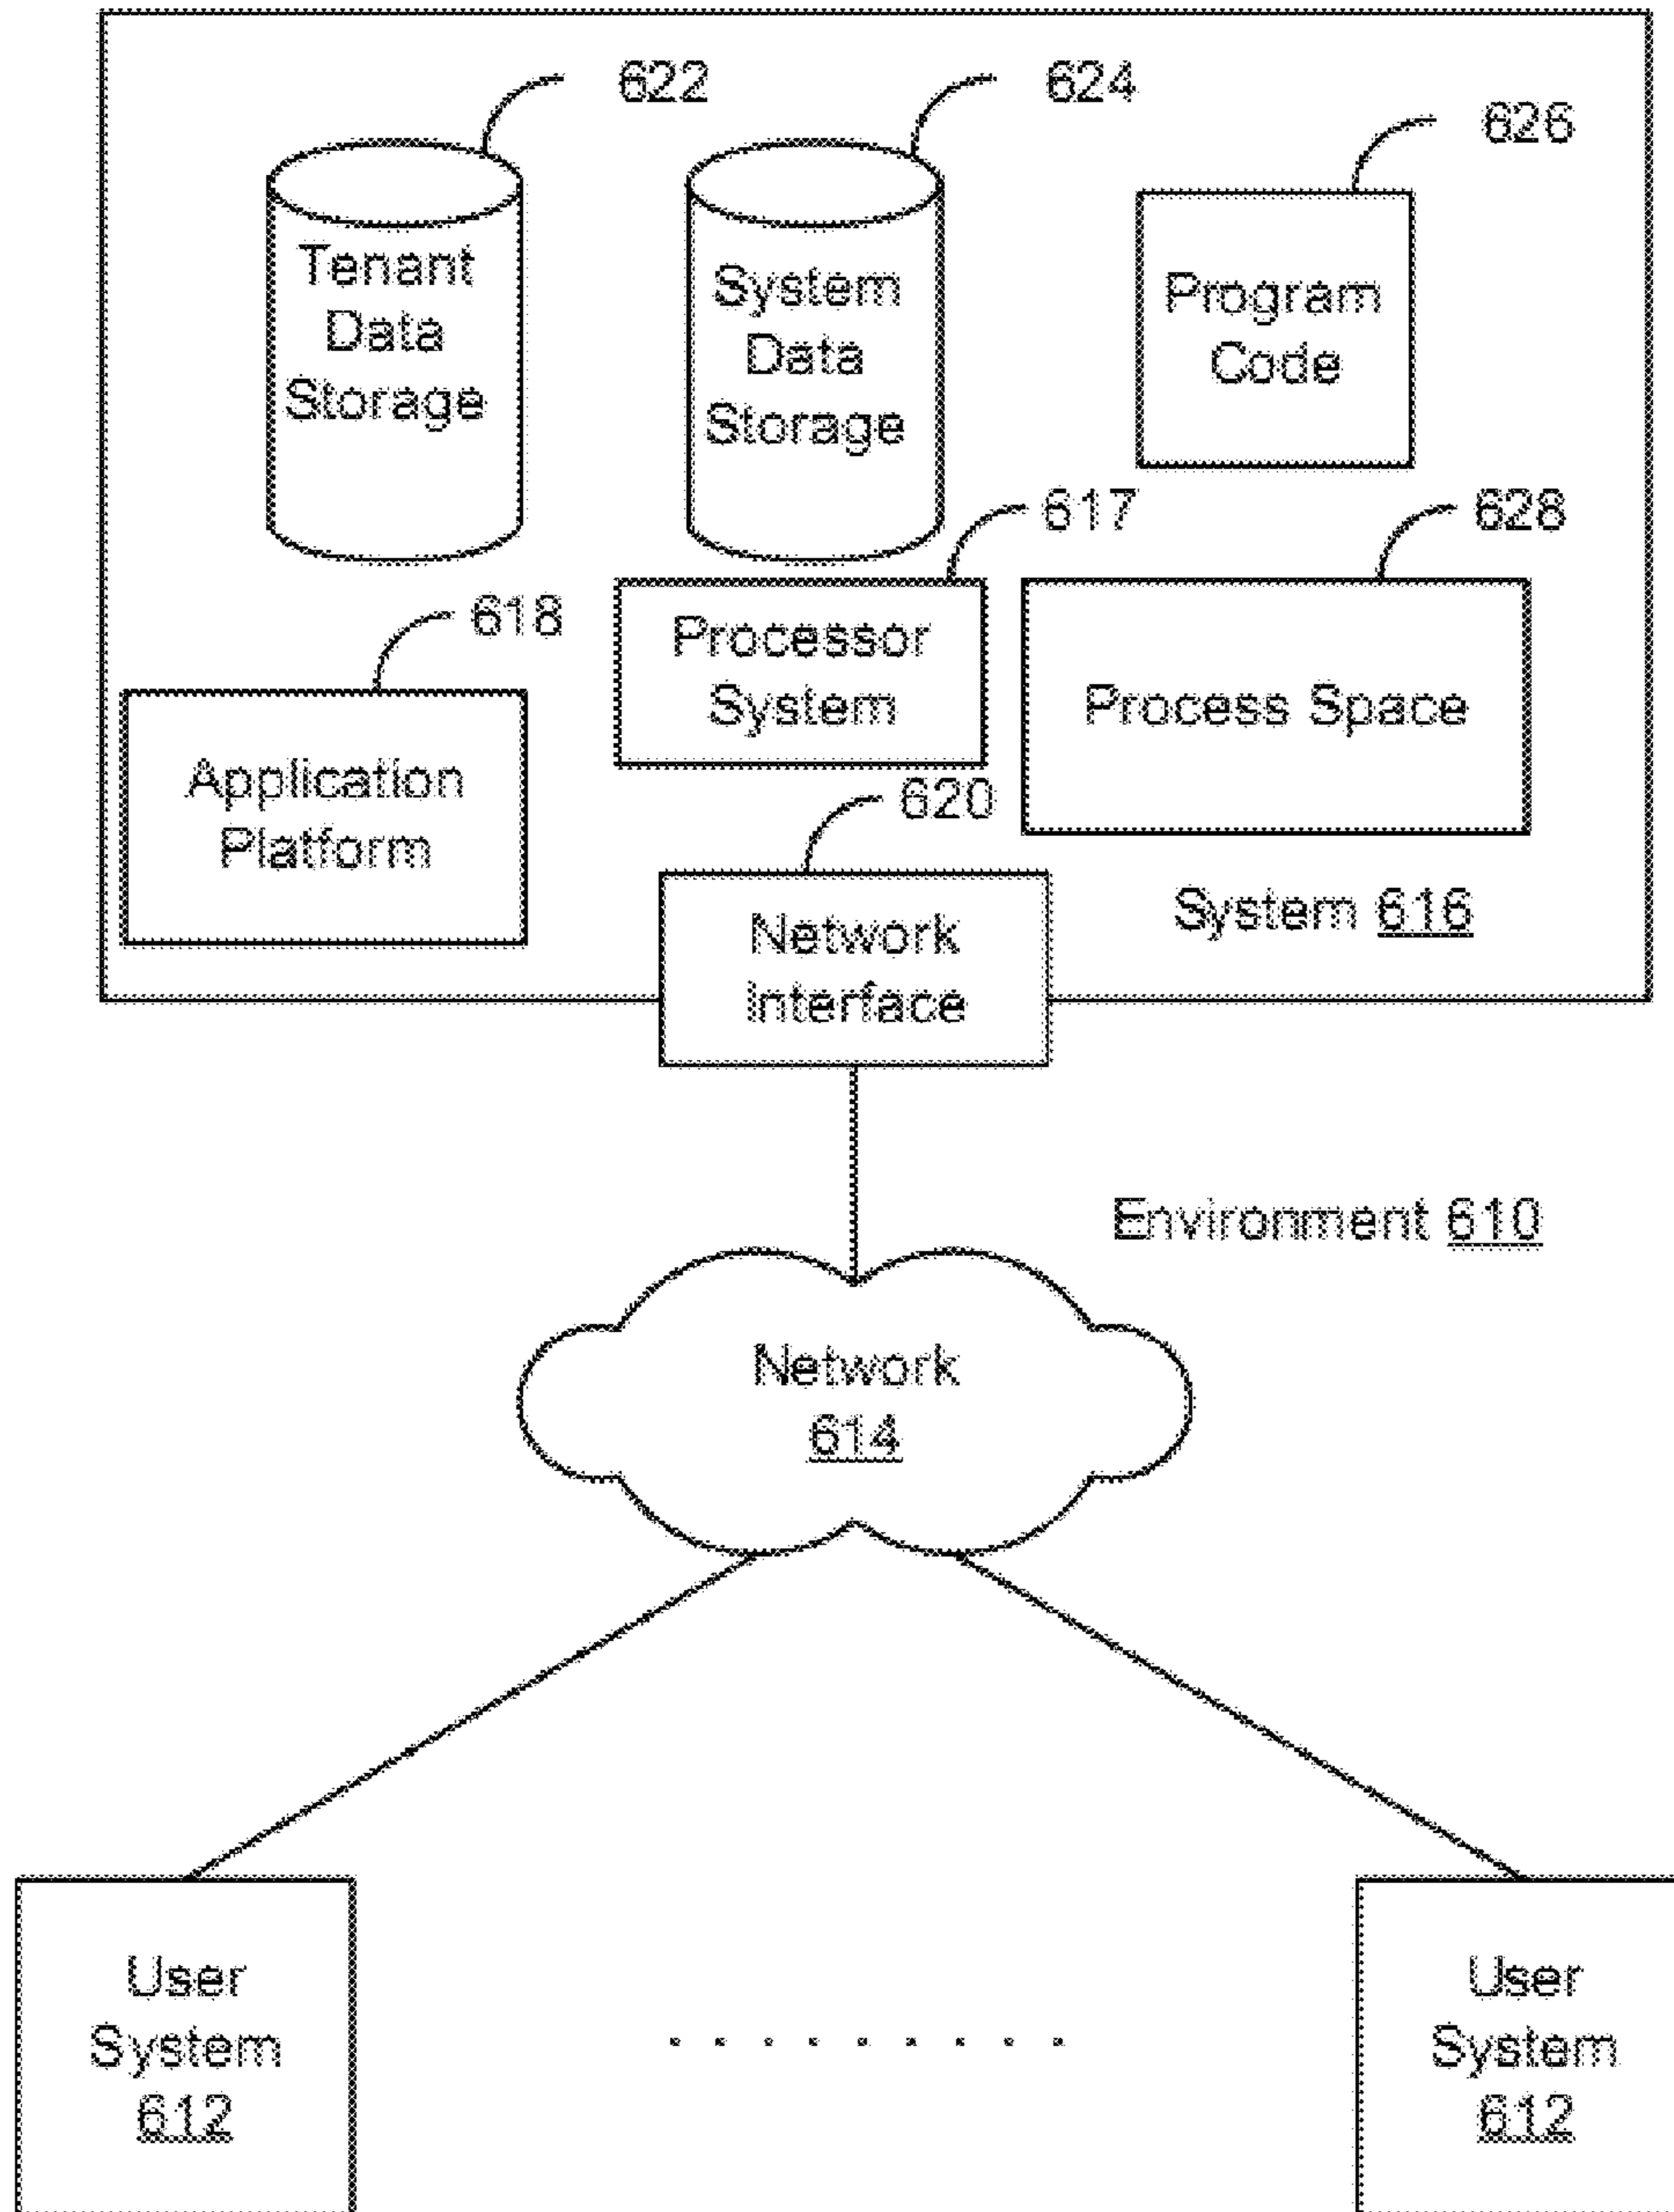 622
624
626
Tenant
Data
Storage
System
Data
Storage
Program
Code
617
628
618
Processor
System
Process Space
Application
Platform
620
System 616
Network
Interface
Environment 610
Network
614
User
System
612
User
System
612